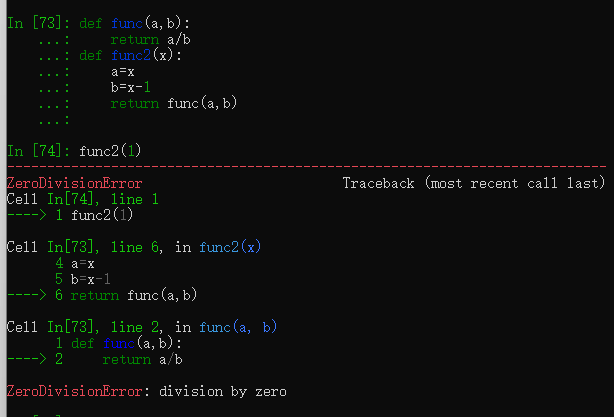 In [73]: def func(a,b):
    ...:     return a/b
    ...: def func2(x):
    ...:     a=x
    ...:     b=x-1
    ...:     return func(a,b)
    ...:
In [74]: func2(1)
---------------------------------------------------------------------------
ZeroDivisionError                         Traceback (most recent call last)
Cell In[74], line 1
----> 1 func2(1)
Cell In[73], line 6, in func2(x)
      4 a=x
      5 b=x-1
----> 6 return func(a,b)
Cell In[73], line 2, in func(a, b)
      1 def func(a,b):
----> 2     return a/b
ZeroDivisionError: division by zero